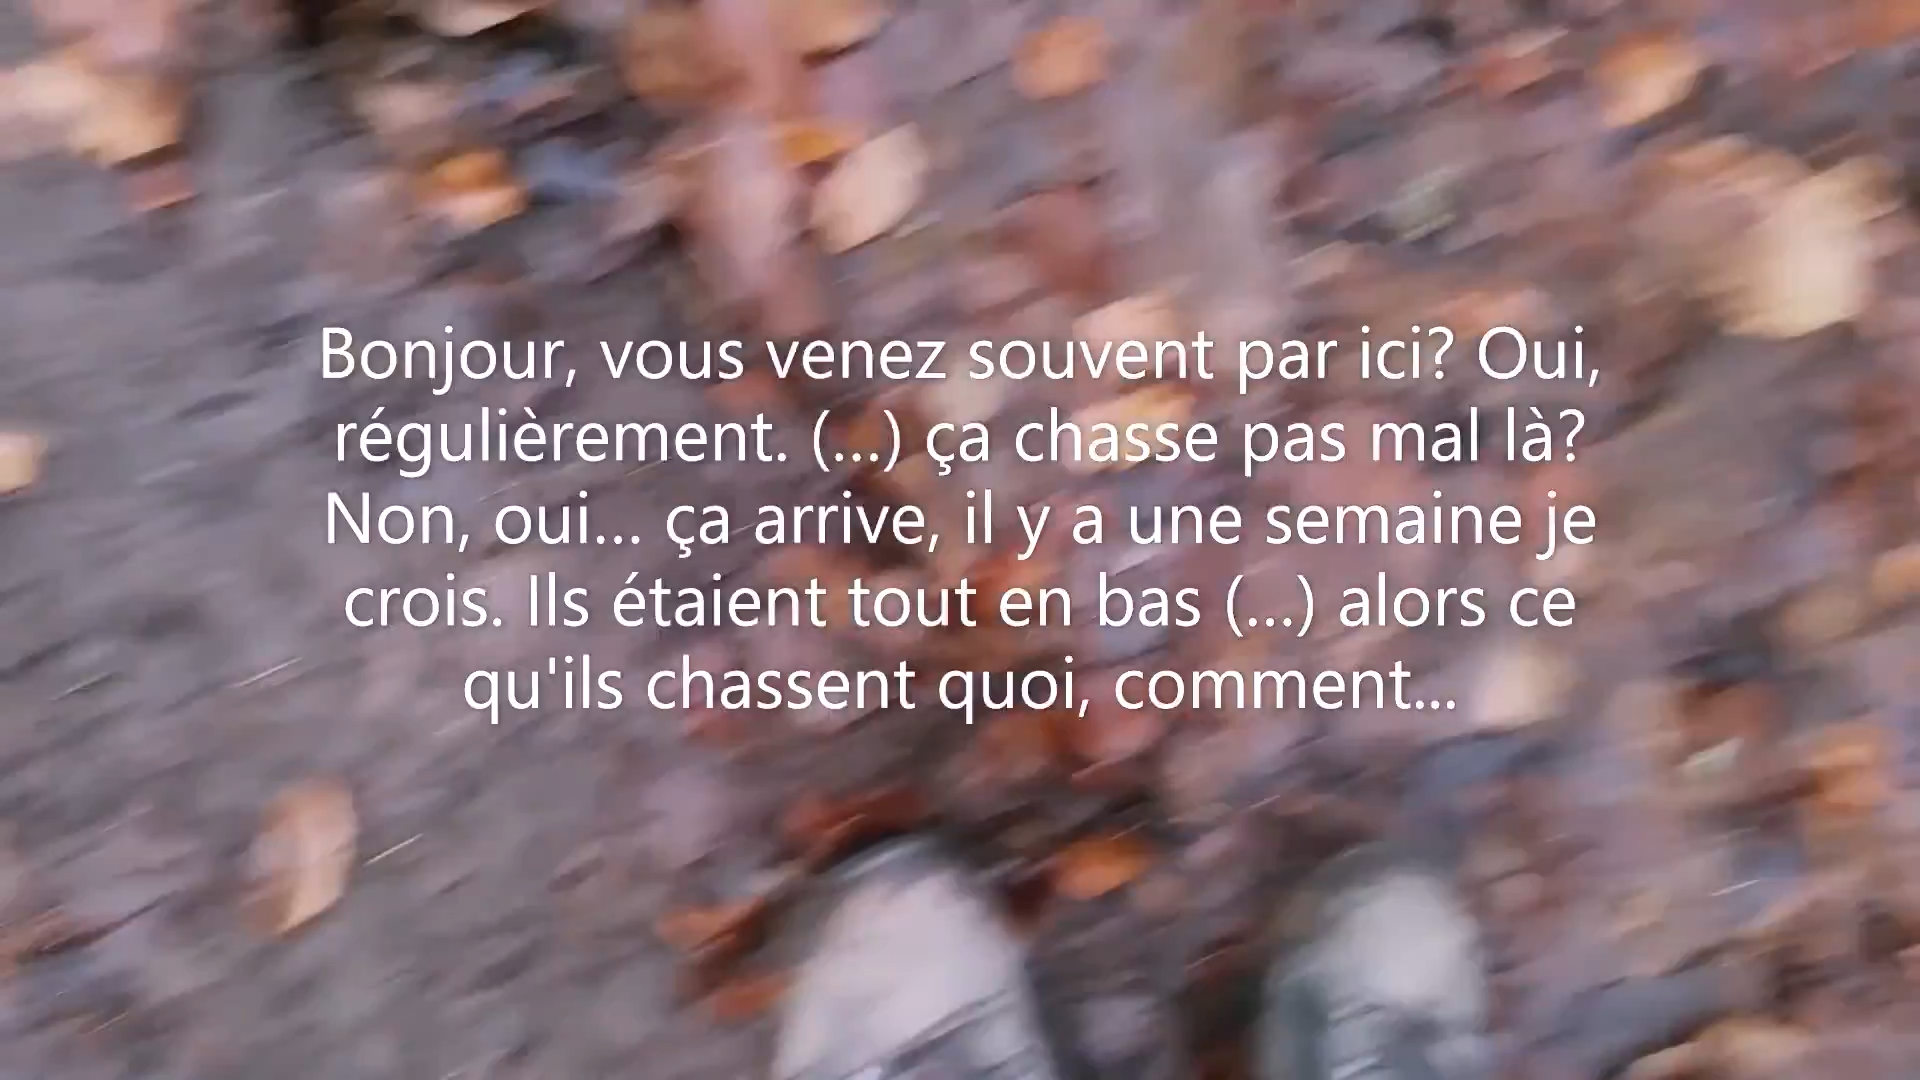 Bonjour, vous venez souvent par ici? Oui,
régulièrement. (...) ça chasse pas mal là?
Non, oui... ça arrive, il y a une semaine je
crois. Ils étaient tout en bas (...) alors ce
qu'ils chassent quoi, comment...